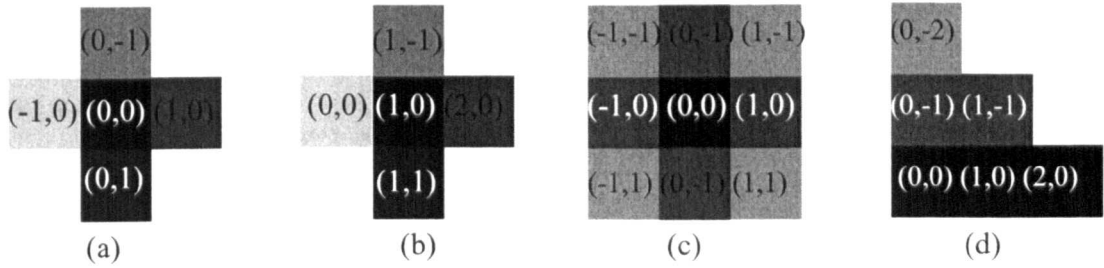 (0,-1)
(-1,0) (0,0) (1,0)
(0,1)
(a)
(1,-1)
(0,0) (1,0) (2,0)
(1,1)
(b)
(-1,-1) (0,-1) (1,-1)
(-1,0) (0,0) (1,0)
(-1,1) (0,-1) (1,1)
(c)
(0,-2)
(0,-1) (1,-1)
(0,0) (1,0) (2,0)
(d)